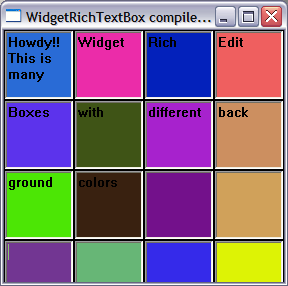 WidgetRichTextBox compile...
Howdy!!
This is
many
Widget
Rich
Edit
Boxes
with
different
back
ground
colors